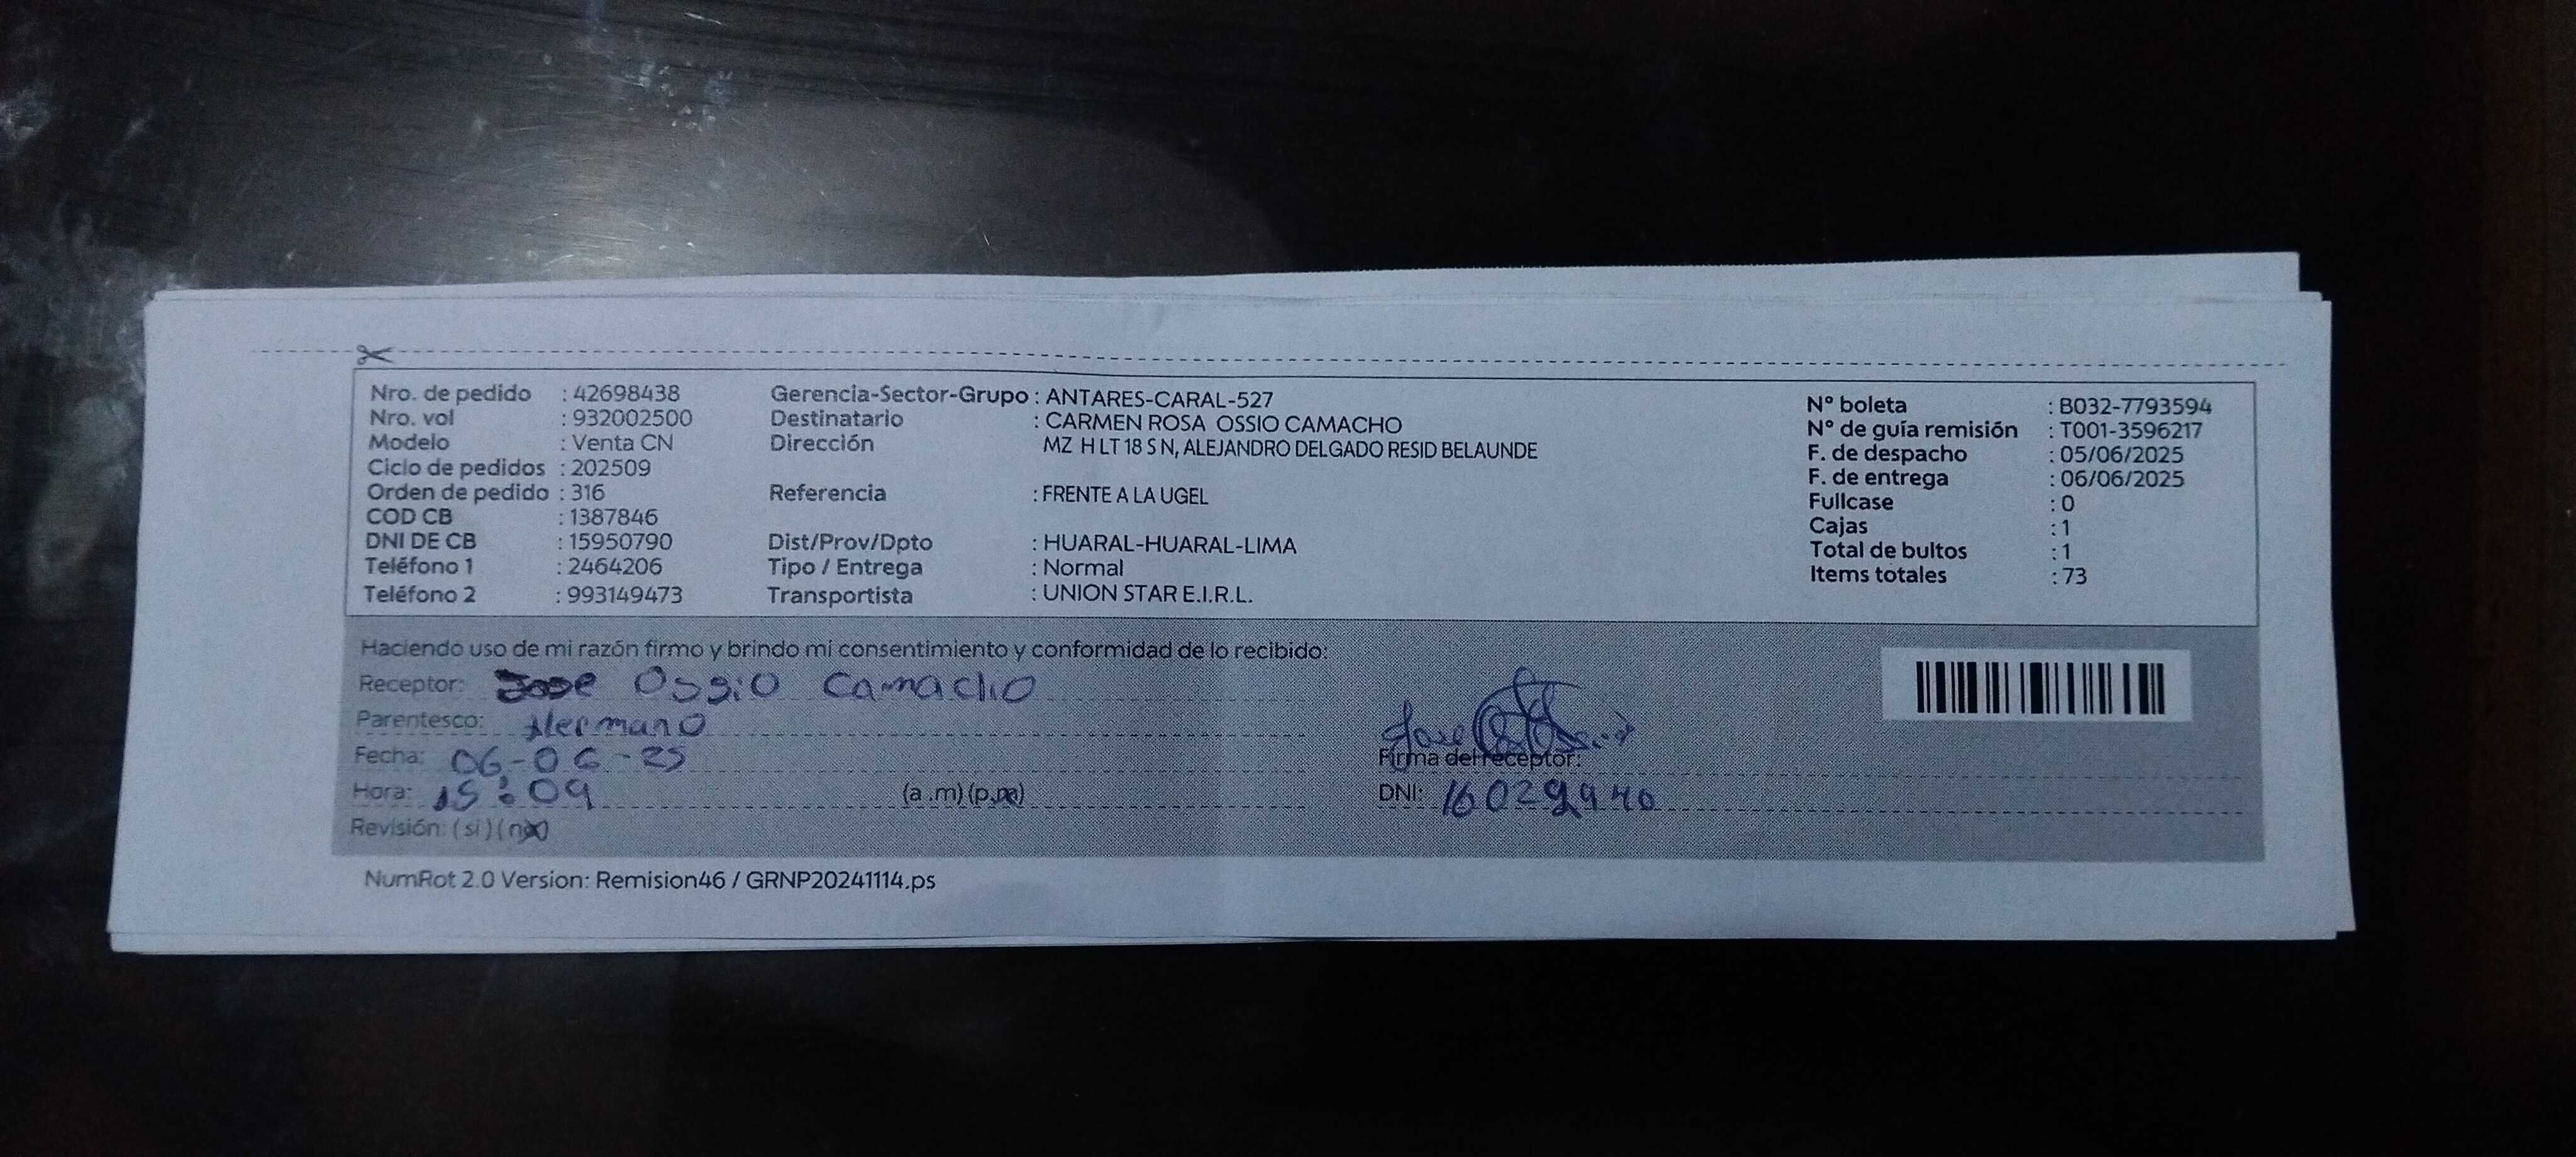 Nro. de pedido : 42698438
Nro. vol : 932002500
Modelo : Venta CN
Ciclo de pedidos : 202509
Orden de pedido : 316
COD CB : 1387846
DNI DE CB : 15950790
Teléfono 1 : 2464206
Teléfono 2 : 993149473
Gerencia-Sector-Grupo : ANTARES-CARAL-527
Destinatario : CARMEN ROSA OSSIO CAMACHO
Dirección MZ H LT 18 S N, ALEJANDRO DELGADO RESID BELAUNDE
Referencia : FRENTE A LA UGEL
Dist/Prov/Dpto : HUARAL-HUARAL-LIMA
Tipo / Entrega : Normal
Transportista : UNION STAR E.I.R.L.
N° boleta : B032-7793594
N° de guía remisión : T001-3596217
F. de despacho : 05/06/2025
F. de entrega : 06/06/2025
Fullcase : 0
Cajas : 1
Total de bultos : 1
Items totales : 73
Haciendo uso de mi razón firmo y brindo mi consentimiento y conformidad de lo recibido:
Receptor: Jose Ossio Camacho
Parentesco: Hermano
Fecha: 06-06-25
Hora: 15:09 (a .m) (p.m)
Revisión: (si) (no)
Jose Ossio
Firma del receptor:
DNI:
NumRot 2.0 Version: Remision46 / GRNP20241114.ps